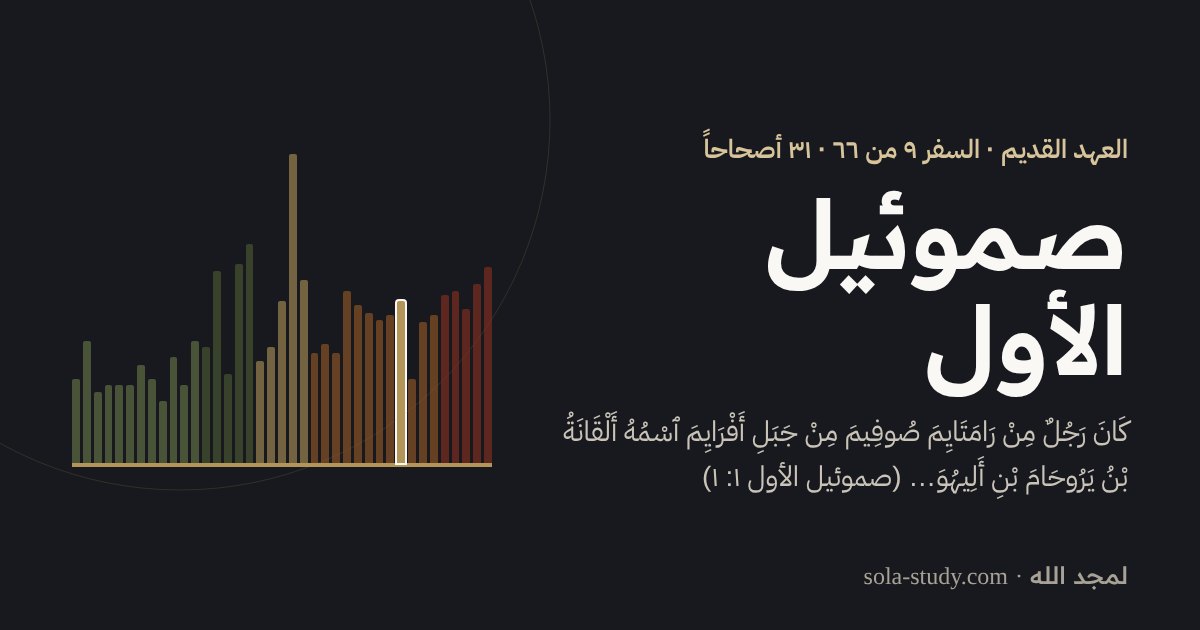 العهد القديم · السفر ٩ من ٦٦ · ٣١ أصحاحاً
صموئيل
الأول
كَانَ رَجُلٌ مِنْ رَامَتَايِمَ صُوفِيمَ مِنْ جَبَلِ أَفْرَايِمَ ٱسْمُهُ أَلْقَانَةُ
بْنُ يَرُوحَامَ بْنِ أَلِيهُوَ… (صموئيل الأول ١: ١)
لمجد الله · sola-study.com